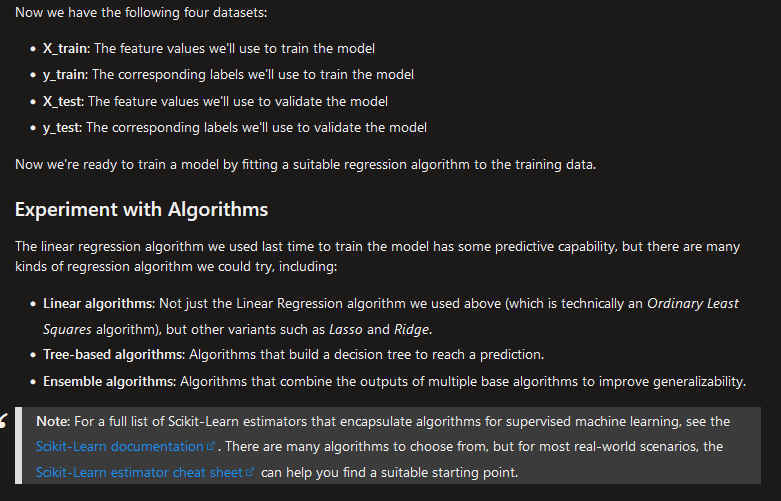 Now we have the following four datasets:
• X_train: The feature values we'll use to train the model
• y_train: The corresponding labels we'll use to train the model
• X_test: The feature values we'll use to validate the model
• y_test: The corresponding labels we'll use to validate the model
Now we're ready to train a model by fitting a suitable regression algorithm to the training data.
Experiment with Algorithms
The linear regression algorithm we used last time to train the model has some predictive capability, but there are many
kinds of regression algorithm we could try, including:
• Linear algorithms: Not just the Linear Regression algorithm we used above (which is technically an Ordinary Least
Squares algorithm), but other variants such as Lasso and Ridge.
• Tree-based algorithms: Algorithms that build a decision tree to reach a prediction.
• Ensemble algorithms: Algorithms that combine the outputs of multiple base algorithms to improve generalizability.
Note: For a full list of Scikit-Learn estimators that encapsulate algorithms for supervised machine learning, see the
Scikit-Learn documentation. There are many algorithms to choose from, but for most real-world scenarios, the
Scikit-Learn estimator cheat sheet can help you find a suitable starting point.